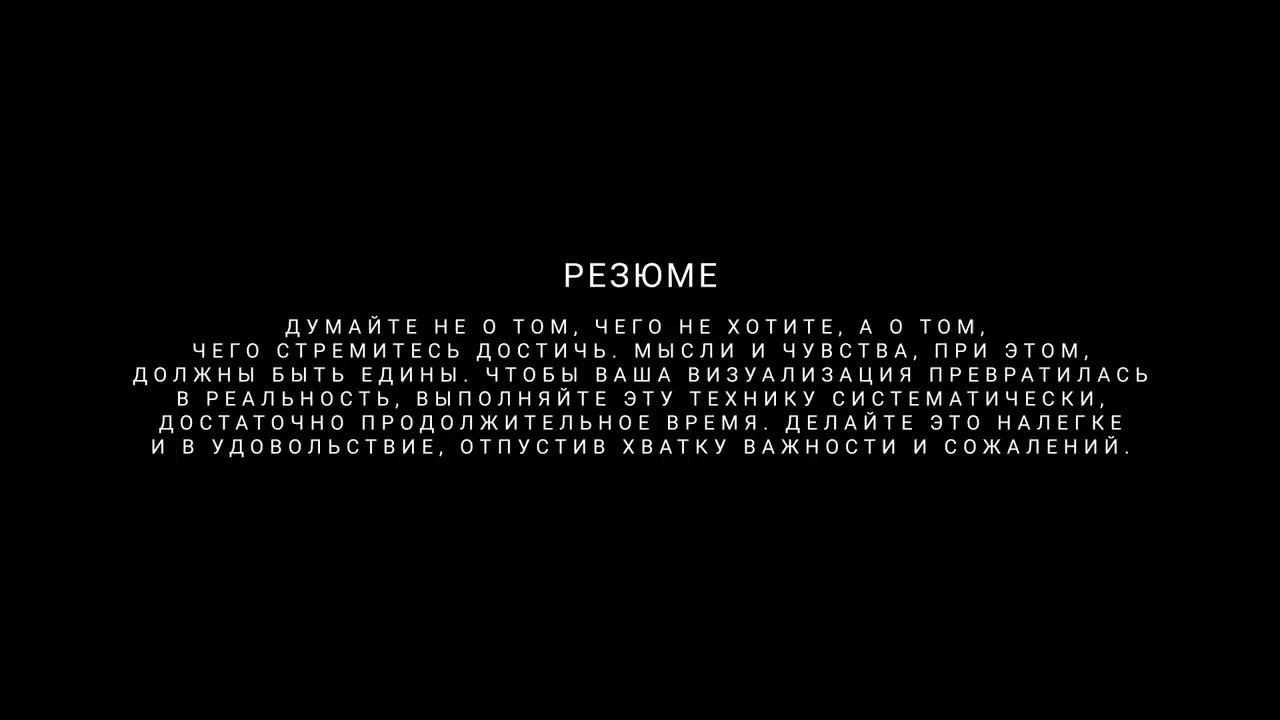 РЕЗЮМЕ
ДУМАЙТЕ НЕ О ТОМ, ЧЕГО НЕ ХОТИТЕ, А О ТОМ,
ЧЕГО СТРЕМИТЕСЬ ДОСТИЧЬ. МЫСЛИ И ЧУВСТВА, ПРИ ЭТОМ,
ДОЛЖНЫ БЫТЬ ЕДИНЫ. ЧТОБЫ ВАША ВИЗУАЛИЗАЦИЯ ПРЕВРАТИЛАСЬ
В РЕАЛЬНОСТЬ, ВЫПОЛНЯЙТЕ ЭТУ ТЕХНИКУ СИСТЕМАТИЧЕСКИ,
ДОСТАТОЧНО ПРОДОЛЖИТЕЛЬНОЕ ВРЕМЯ. ДЕЛАЙТЕ ЭТО НАЛЕГКЕ
И В УДОВОЛЬСТВИЕ, ОТПУСТИВ ХВАТКУ ВАЖНОСТИ И СОЖАЛЕНИЙ.